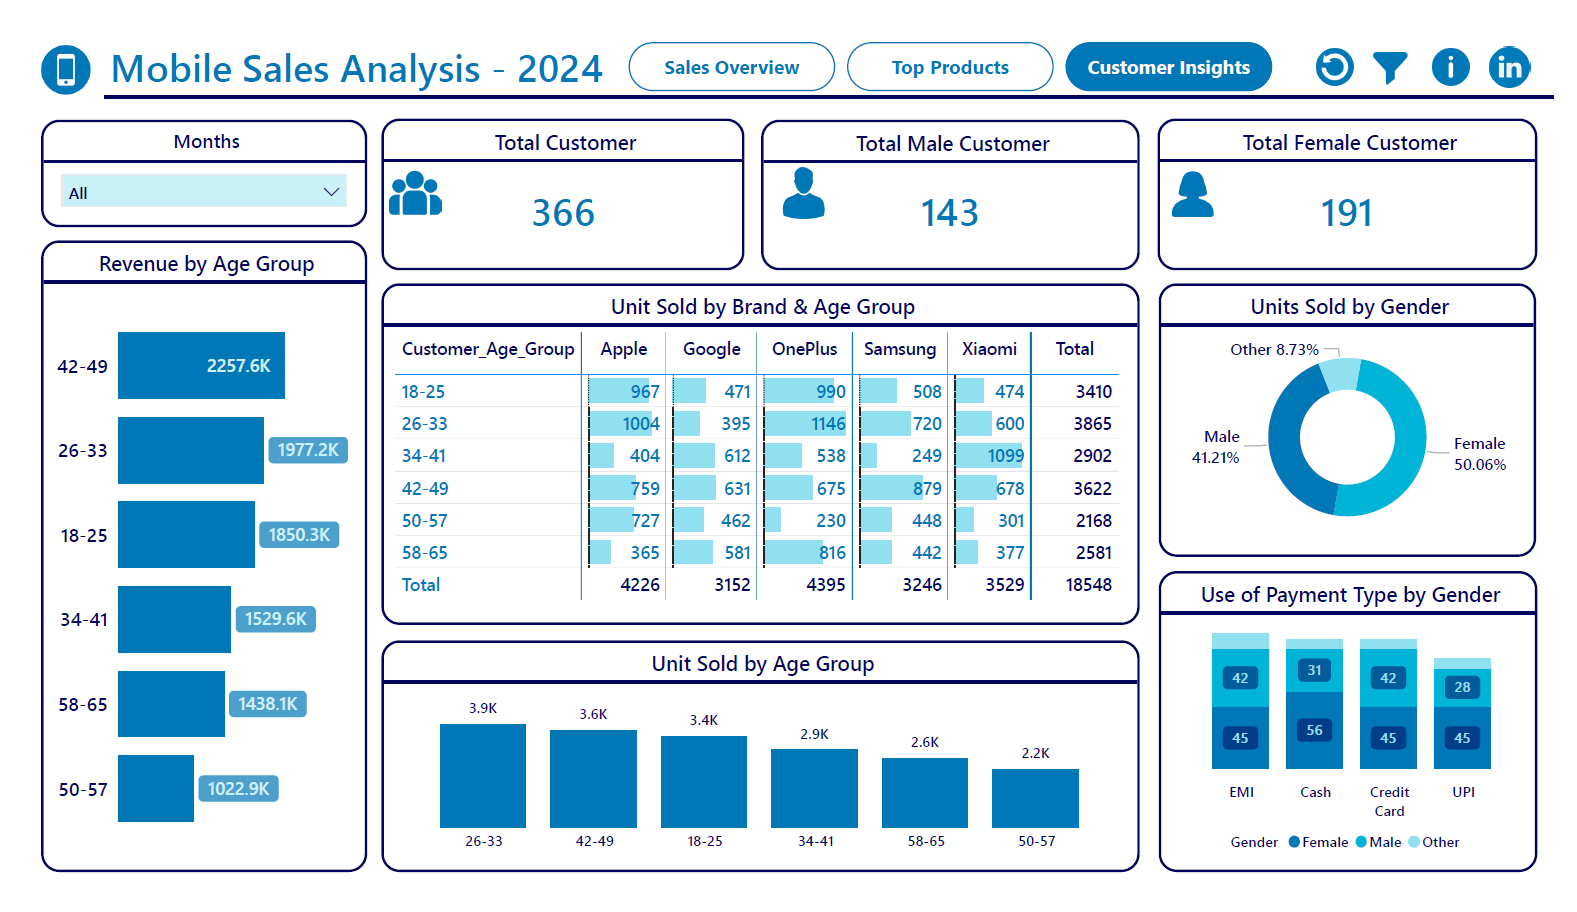 Mobile Sales Analysis - 2024
Sales Overview
Top Products
Customer Insights
Months
All
Total Customer
366
Total Male Customer
143
Total Female Customer
191
Revenue by Age Group
42-49
2257.6K
26-33
1977.2K
18-25
1850.3K
34-41
1529.6K
58-65
1438.1K
50-57
1022.9K
Unit Sold by Brand & Age Group
Customer_Age_Group Apple Google OnePlus Samsung Xiaomi Total
18-25 967 471 990 508 474 3410
26-33 1004 395 1146 720 600 3865
34-41 404 612 538 249 1099 2902
42-49 759 631 675 879 678 3622
50-57 727 462 230 448 301 2168
58-65 365 581 816 442 377 2581
Total 4226 3152 4395 3246 3529 18548
Unit Sold by Age Group
3.9K 3.6K 3.4K 2.9K 2.6K 2.2K
26-33 42-49 18-25 34-41 58-65 50-57
Units Sold by Gender
Other 8.73%
Male
41.21%
Female
50.06%
Use of Payment Type by Gender
42 31 42 28
45 56 45 45
EMI Cash Credit Card UPI
Gender Female Male Other
in